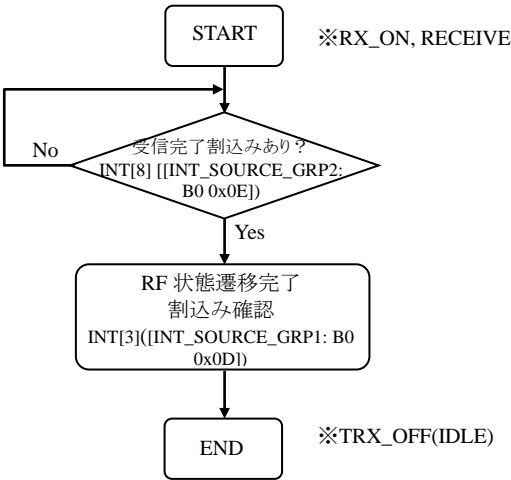 START
※RX_ON, RECEIVE
No
受信完了割込みあり？
INT[8] [[INT_SOURCE_GRP2:
B0 0x0E])
Yes
RF 状態遷移完了
割込み確認
INT[3]([INT_SOURCE_GRP1: B0
0x0D])
END
※TRX_OFF(IDLE)